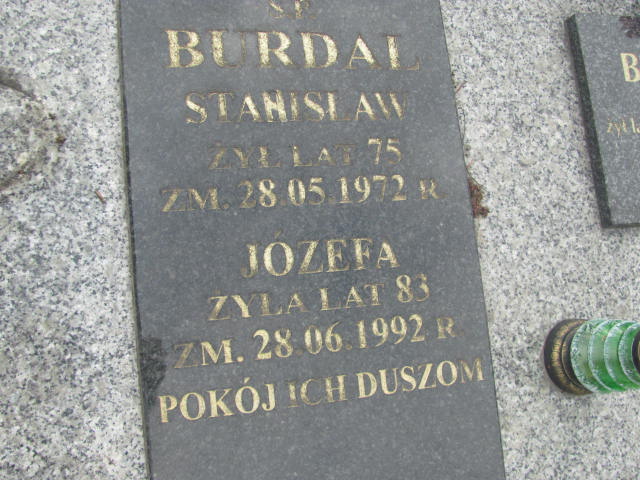 Ś.P.
BURDAL
STANISŁAW
ŻYŁ LAT 75
ZM. 28.05.1972 R.
JÓZEFA
ŻYŁA LAT 83
ZM. 28.06.1992 R.
POKÓJ ICH DUSZOM
B
żył